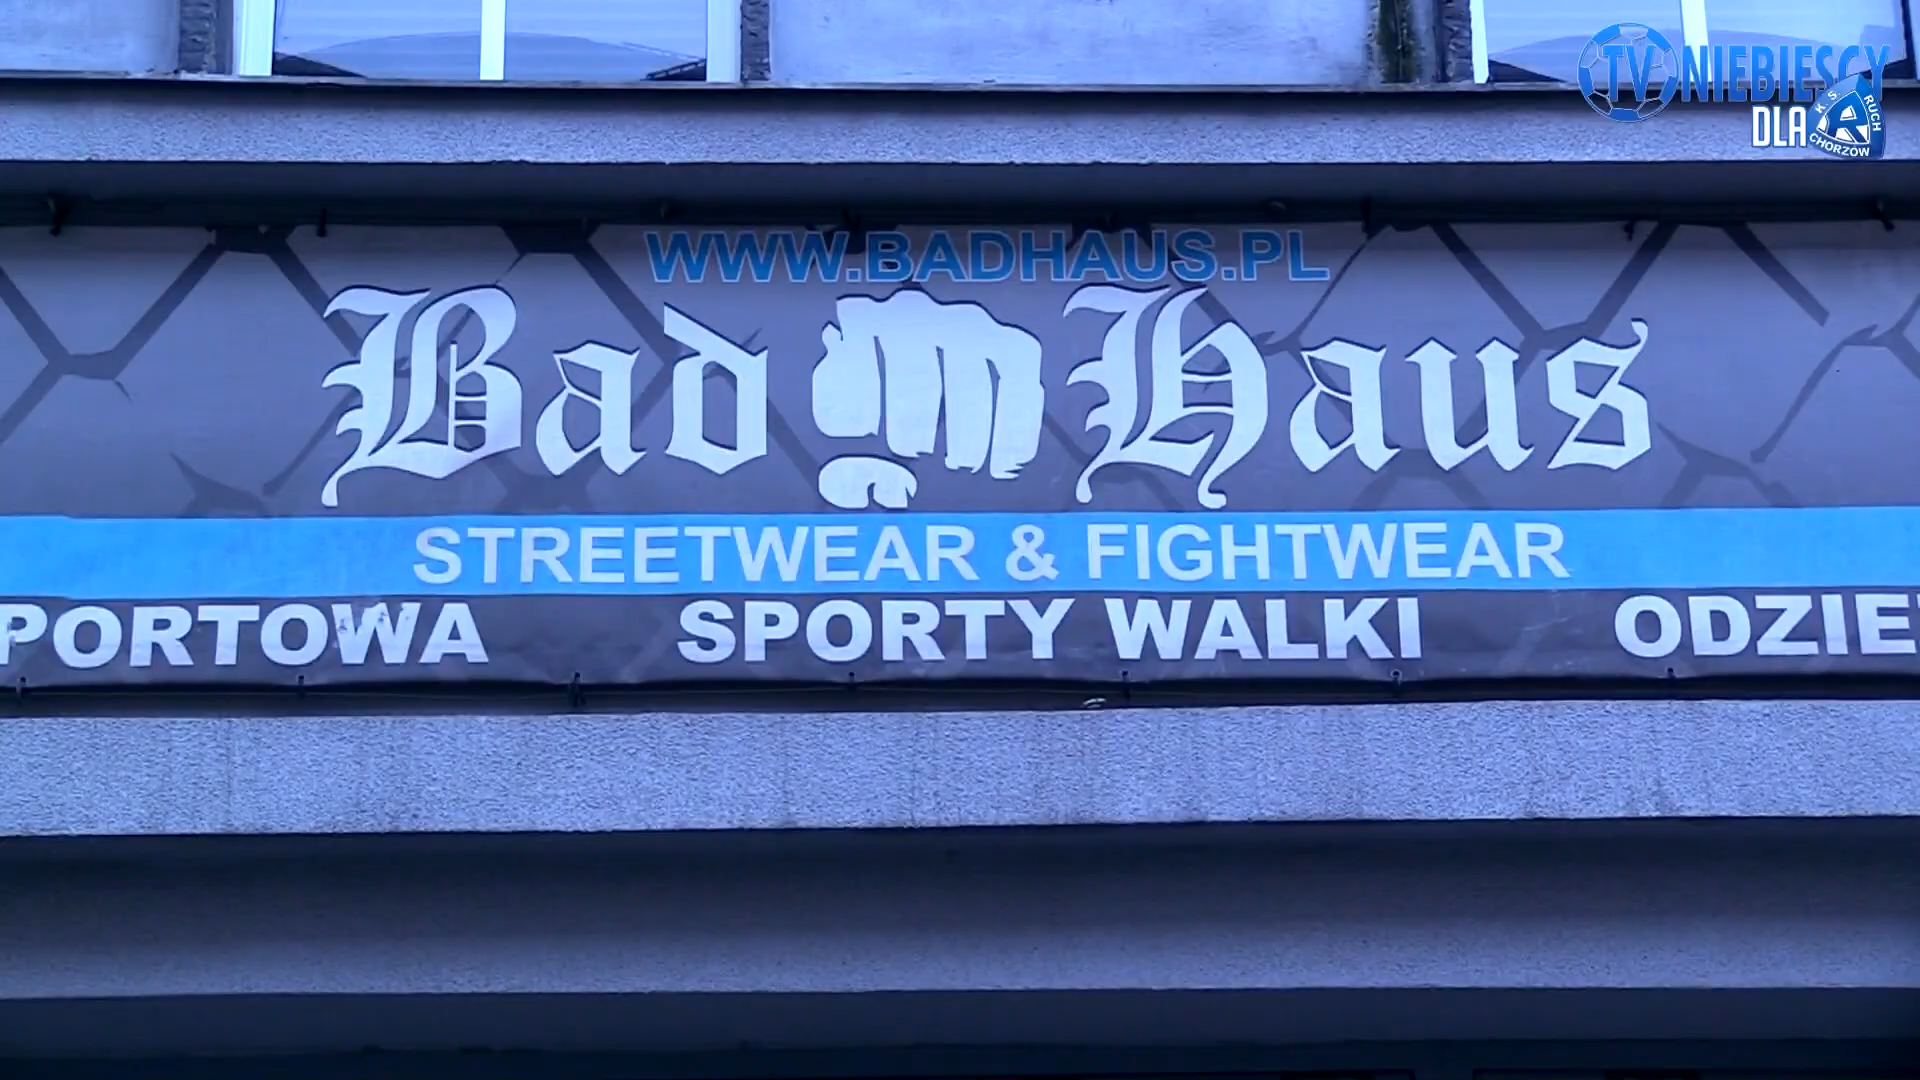 TV NIEBIESCY
DLA
K.S. RUCH CHORZÓW
WWW.BADHAUS.PL
Bad Haus
STREETWEAR & FIGHTWEAR
PORTOWA SPORTY WALKI ODZIE